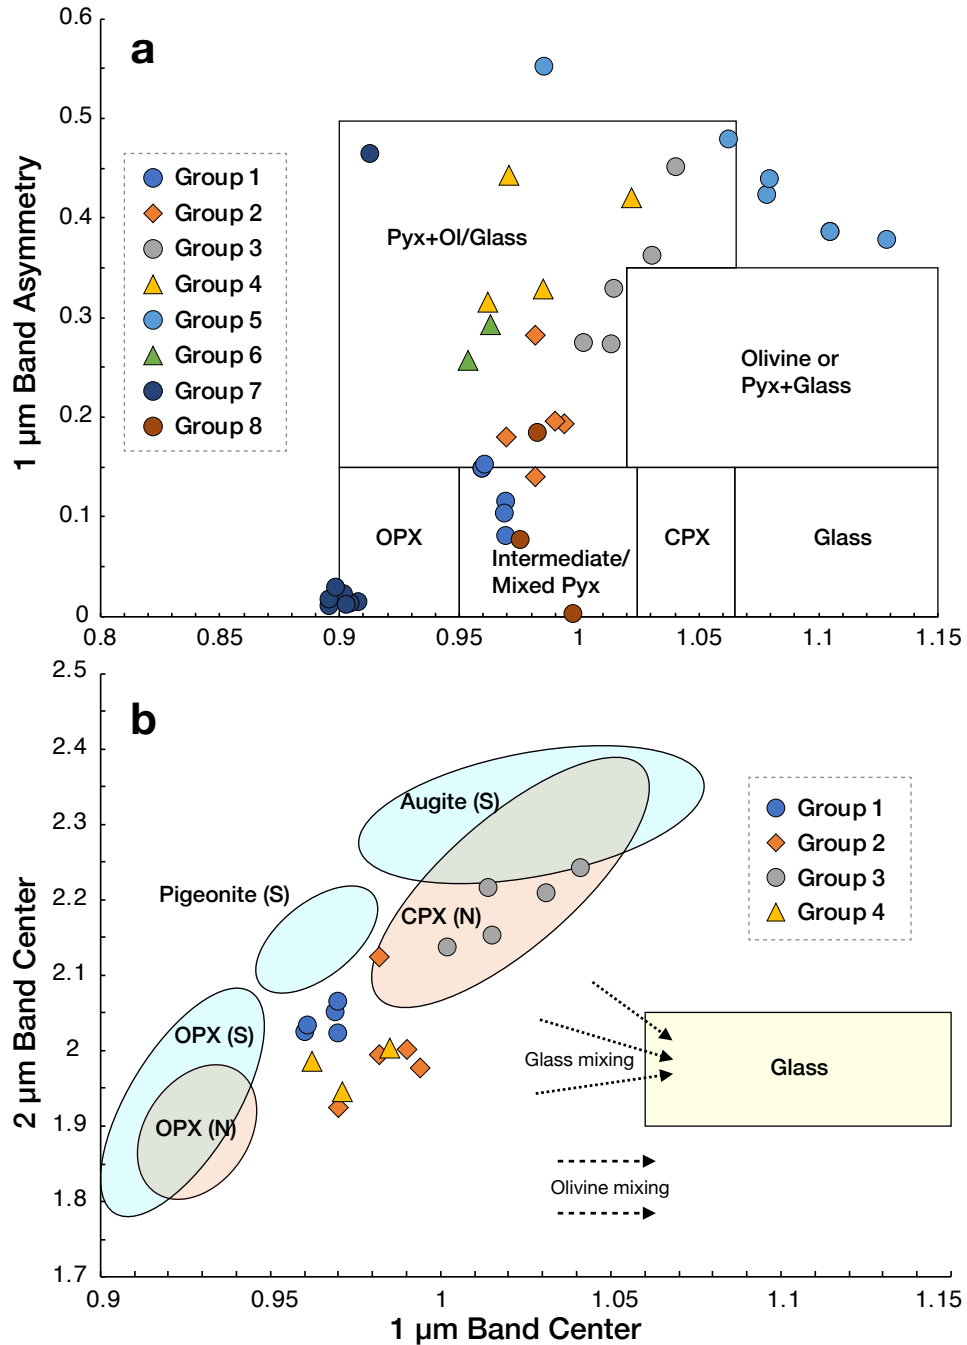 0.6
a
0.5
Group 1
Group 2
Group 3
Group 4
Group 5
Group 6
Group 7
Group 8
0.4
Pyx+Ol/Glass
0.3
Olivine or
Pyx+Glass
0.2
0.1
OPX
Intermediate/
Mixed Pyx
CPX
Glass
0
1 µm Band Asymmetry
0.8 0.85 0.9 0.95 1 1.05 1.1 1.15
2.5
b
2.4
Augite (S)
Group 1
Group 2
Group 3
Group 4
2.3
Pigeonite (S)
2.2
CPX (N)
2.1
OPX (S)
2
Glass mixing
Glass
OPX (N)
1.9
Olivine mixing
1.8
1.7
2 µm Band Center
0.9 0.95 1 1.05 1.1 1.15
1 µm Band Center